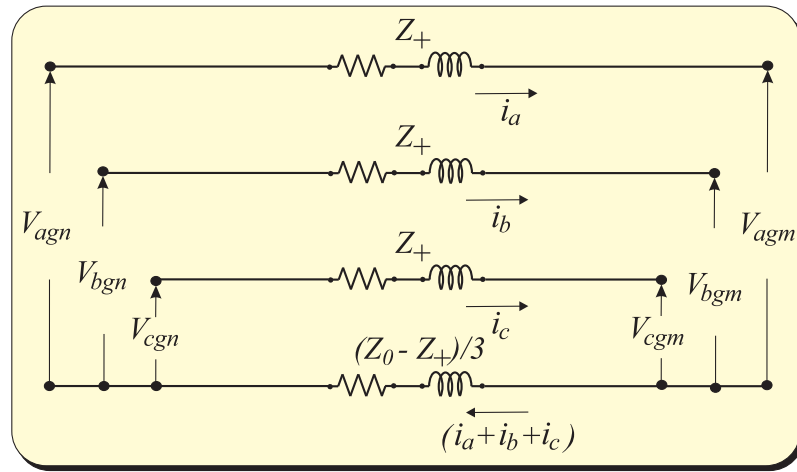 Z+
ia
Z+
ib
Vagn
Vagm
Z+
Vbgn
Vbgm
ic
Vcgn
Vcgm
(Z0 - Z+)/3
(ia+ib+ic)